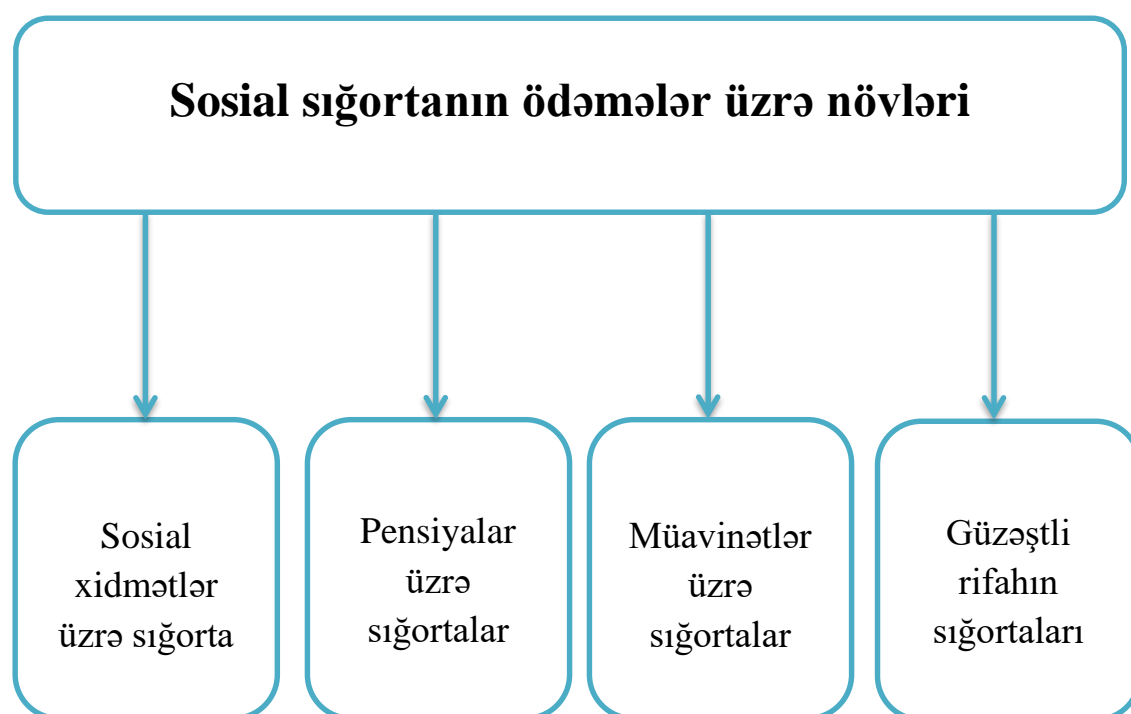 Sosial sığortanın ödəmələr üzrə növləri
Sosial
xidmətlər
üzrə sığorta
Pensiyalar
üzrə
sığortalar
Müavinətlər
üzrə
sığortalar
Güzəştli
rifahın
sığortaları